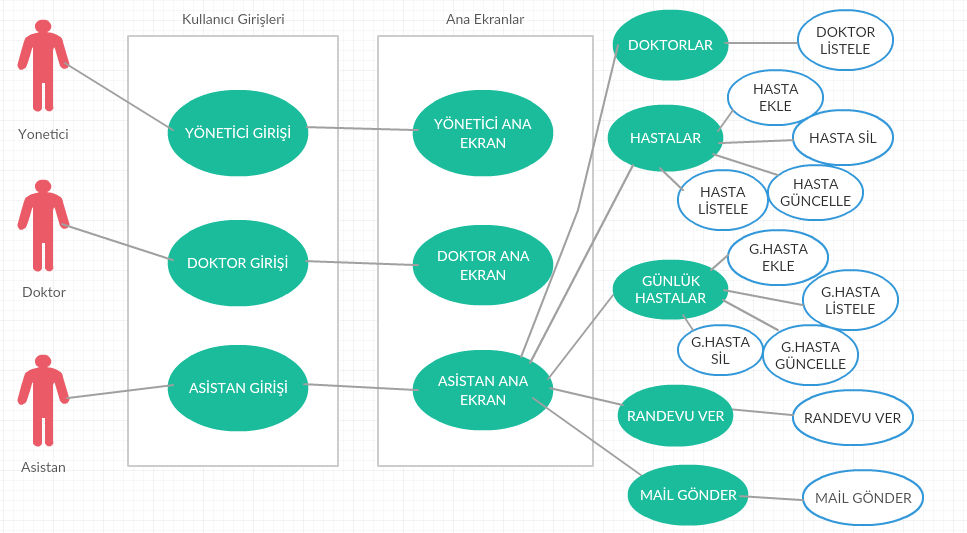 Kullanıcı Girişleri
Ana Ekranlar
Yonetici
Doktor
Asistan
YÖNETİCİ GİRİŞİ
DOKTOR GİRİŞİ
ASİSTAN GİRİŞİ
YÖNETİCİ ANA
EKRAN
DOKTOR ANA
EKRAN
ASİSTAN ANA
EKRAN
DOKTORLAR
DOKTOR
LİSTELE
HASTALAR
HASTA
EKLE
HASTA SİL
HASTA
GÜNCELLE
HASTA
LİSTELE
GÜNLÜK
HASTALAR
G.HASTA
EKLE
G.HASTA
LİSTELE
G.HASTA
GÜNCELLE
G.HASTA
SİL
RANDEVU VER
RANDEVU VER
MAİL GÖNDER
MAİL GÖNDER